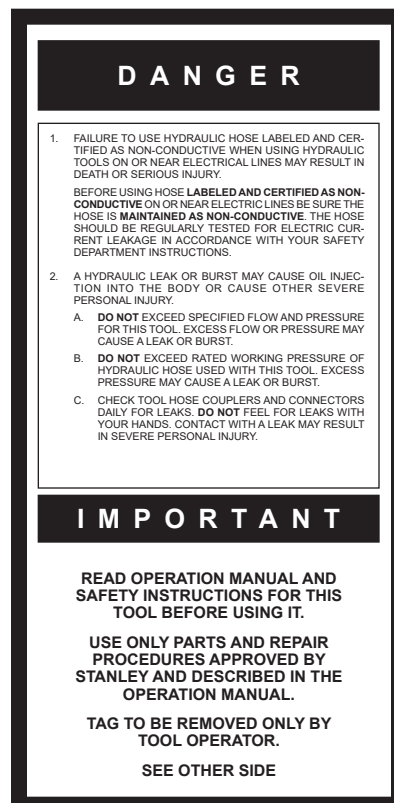 D A N G E R
1. FAILURE TO USE HYDRAULIC HOSE LABELED AND CER-
TIFIED AS NON-CONDUCTIVE WHEN USING HYDRAULIC
TOOLS ON OR NEAR ELECTRICAL LINES MAY RESULT IN
DEATH OR SERIOUS INJURY.
BEFORE USING HOSE LABELED AND CERTIFIED AS NON-
CONDUCTIVE ON OR NEAR ELECTRIC LINES BE SURE THE
HOSE IS MAINTAINED AS NON-CONDUCTIVE. THE HOSE
SHOULD BE REGULARLY TESTED FOR ELECTRIC CUR-
RENT LEAKAGE IN ACCORDANCE WITH YOUR SAFETY
DEPARTMENT INSTRUCTIONS.
2. A HYDRAULIC LEAK OR BURST MAY CAUSE OIL INJEC-
TION INTO THE BODY OR CAUSE OTHER SEVERE
PERSONAL INJURY.
A. DO NOT EXCEED SPECIFIED FLOW AND PRESSURE
FOR THIS TOOL. EXCESS FLOW OR PRESSURE MAY
CAUSE A LEAK OR BURST.
B. DO NOT EXCEED RATED WORKING PRESSURE OF
HYDRAULIC HOSE USED WITH THIS TOOL. EXCESS
PRESSURE MAY CAUSE A LEAK OR BURST.
C. CHECK TOOL HOSE COUPLERS AND CONNECTORS
DAILY FOR LEAKS. DO NOT FEEL FOR LEAKS WITH
YOUR HANDS. CONTACT WITH A LEAK MAY RESULT
IN SEVERE PERSONAL INJURY.
I M P O R T A N T
READ OPERATION MANUAL AND
SAFETY INSTRUCTIONS FOR THIS
TOOL BEFORE USING IT.
USE ONLY PARTS AND REPAIR
PROCEDURES APPROVED BY
STANLEY AND DESCRIBED IN THE
OPERATION MANUAL.
TAG TO BE REMOVED ONLY BY
TOOL OPERATOR.
SEE OTHER SIDE